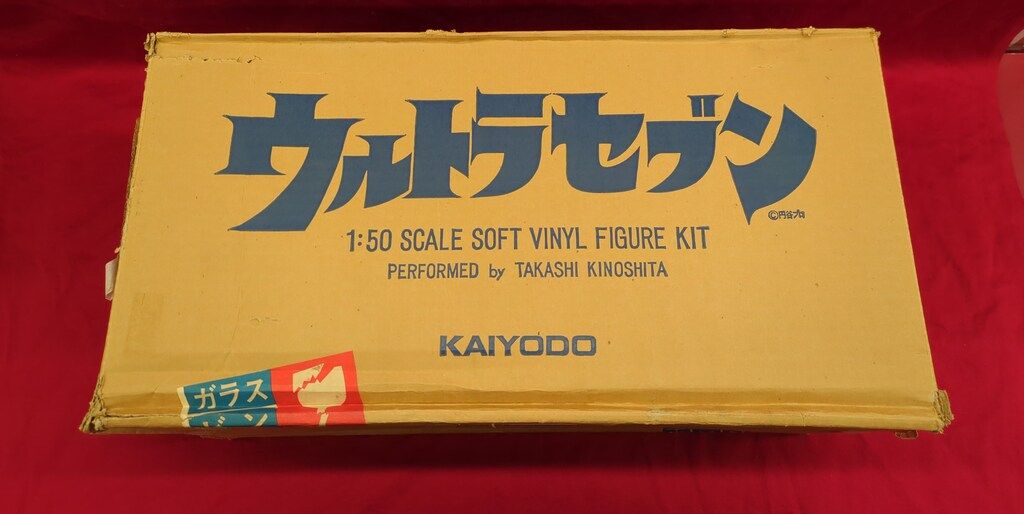 ウルトラセブン
©円谷プロ
1:50 SCALE SOFT VINYL FIGURE KIT
PERFORMED by TAKASHI KINOSHITA
KAIYODO
ガラス